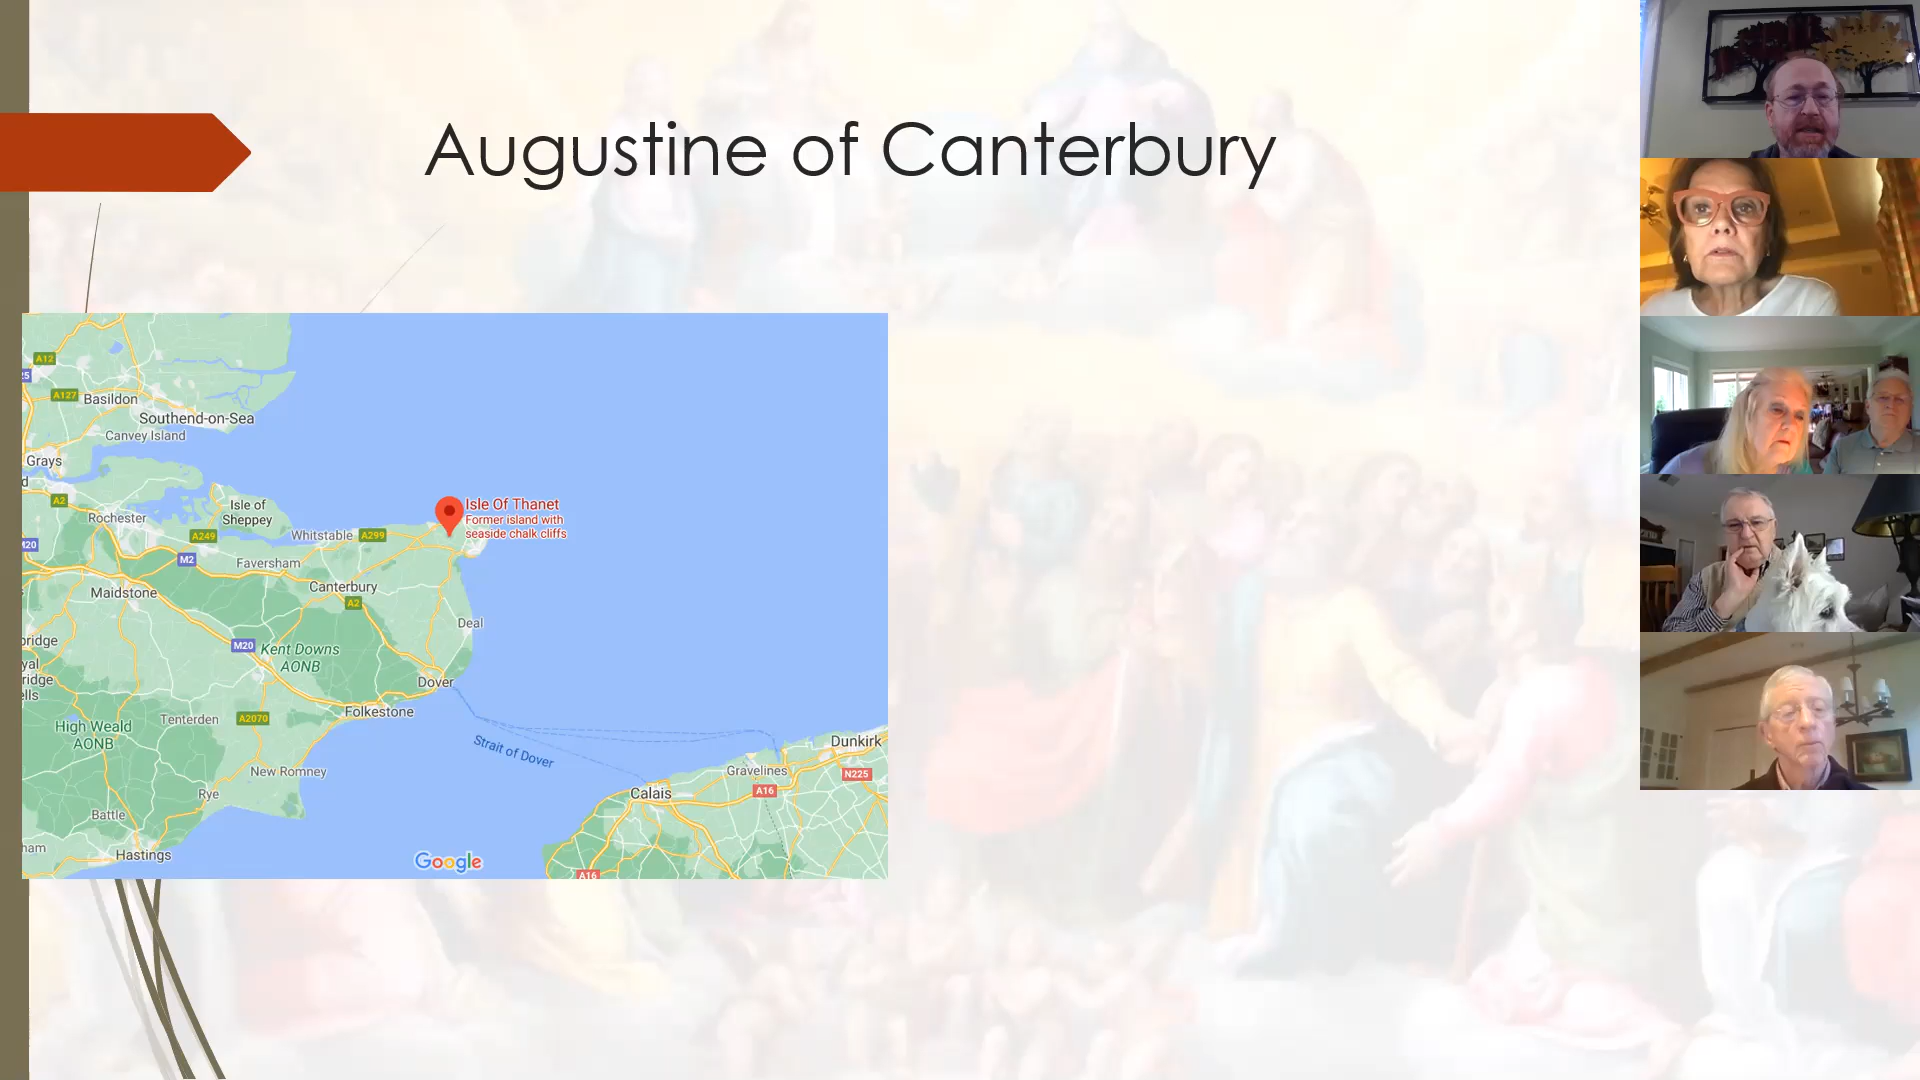 Augustine of Canterbury
A12
A127
Basildon
Southend-on-Sea
Canvey Island
Grays
A2
Rochester
Isle of
Sheppey
A249
Whitstable
A299
Isle Of Thanet
Former island with
seaside chalk cliffs
M20
M2
Faversham
Canterbury
A2
Maidstone
Deal
M20
Kent Downs
AONB
Dover
Folkestone
Tenterden
A2070
High Weald
AONB
Strait of Dover
Dunkirk
New Romney
Gravelines
N225
Calais
A16
Rye
Battle
Hastings
Google
A16